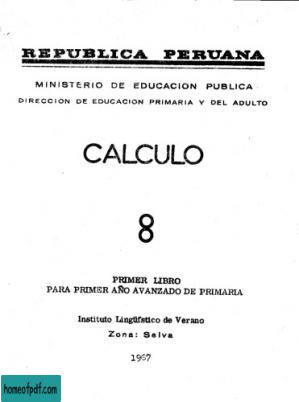 REPUBLICA PERUANA
MINISTERIO DE EDUCACION PUBLICA
DIRECCION DE EDUCACION PRIMARIA Y DEL ADULTO
CALCULO
8
PRIMER LIBRO
PARA PRIMER AÑO AVANZADO DE PRIMARIA
Instituto Lingüístico de Verano
Zona: Selva
1967
homeofpdf.com